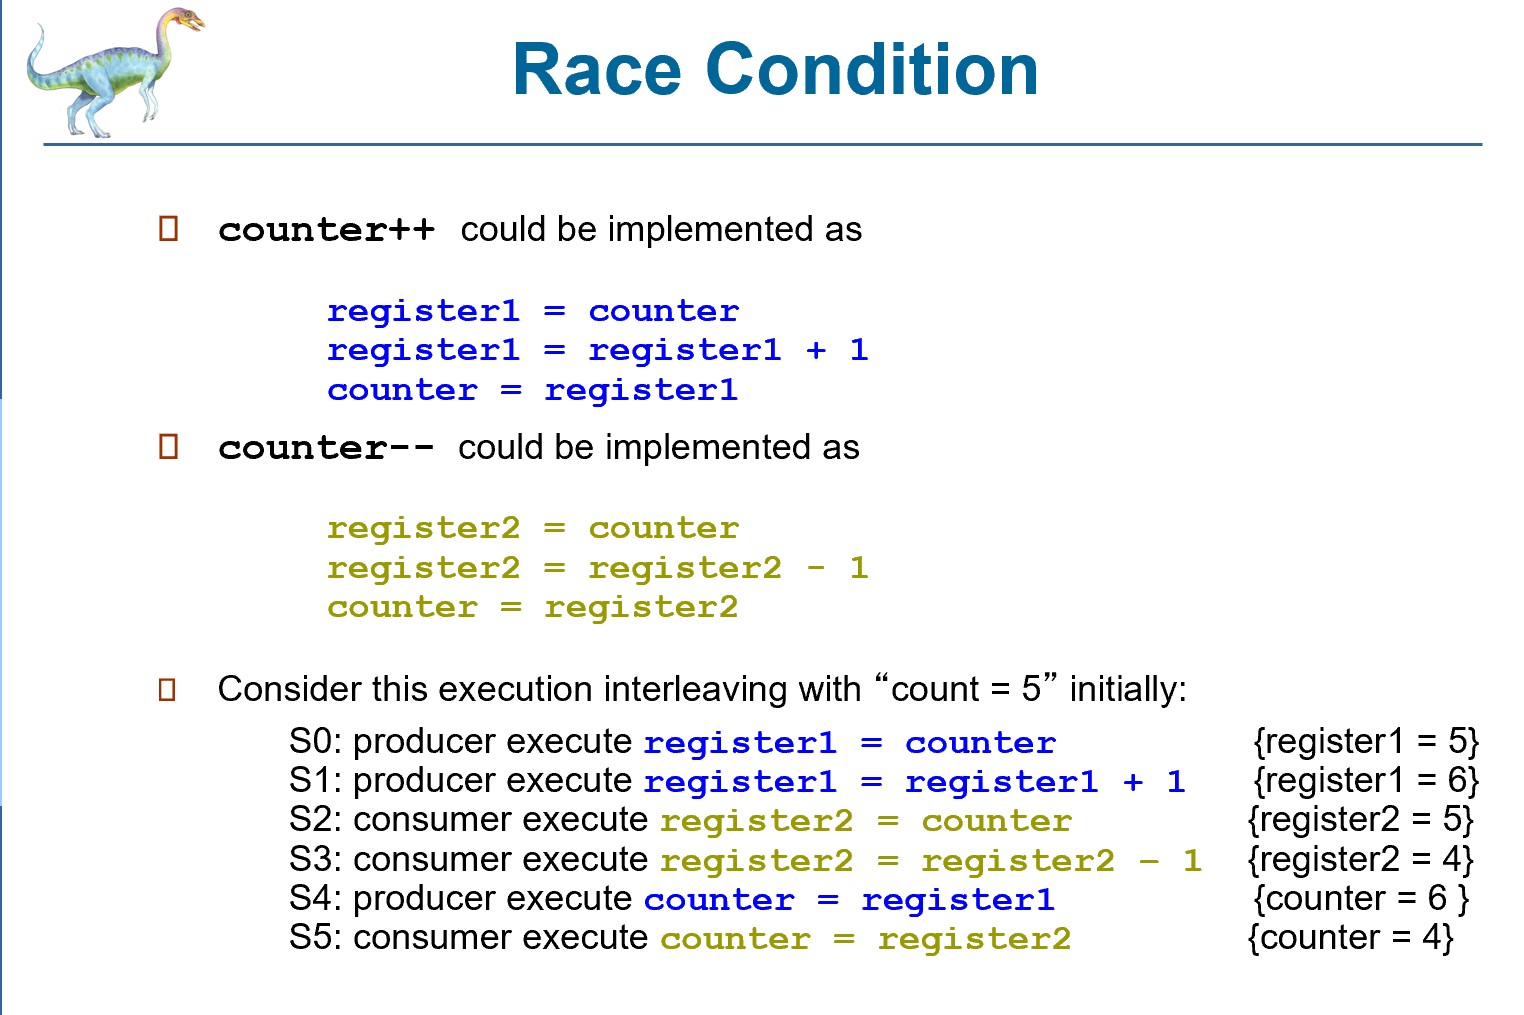 Race Condition
counter++ could be implemented as
register1 = counter
register1 = register1 + 1
counter = register1
counter-- could be implemented as
register2 = counter
register2 = register2 - 1
counter = register2
Consider this execution interleaving with “count = 5” initially:
S0: producer execute register1 = counter {register1 = 5}
S1: producer execute register1 = register1 + 1 {register1 = 6}
S2: consumer execute register2 = counter {register2 = 5}
S3: consumer execute register2 = register2 – 1 {register2 = 4}
S4: producer execute counter = register1 {counter = 6 }
S5: consumer execute counter = register2 {counter = 4}